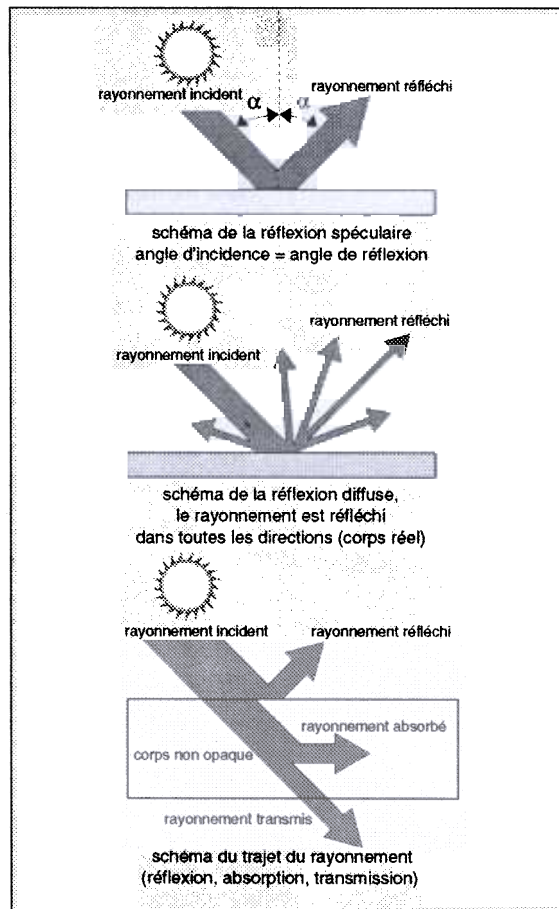 rayonnement incident
α
α
rayonnement réfléchi
schéma de la réflexion spéculaire
angle d'incidence = angle de réflexion
rayonnement réfléchi
rayonnement incident
schéma de la réflexion diffuse,
le rayonnement est réfléchi
dans toutes les directions (corps réel)
rayonnement incident
rayonnement réfléchi
rayonnement absorbé
corps non opaque
rayonnement transmis
schéma du trajet du rayonnement
(réflexion, absorption, transmission)